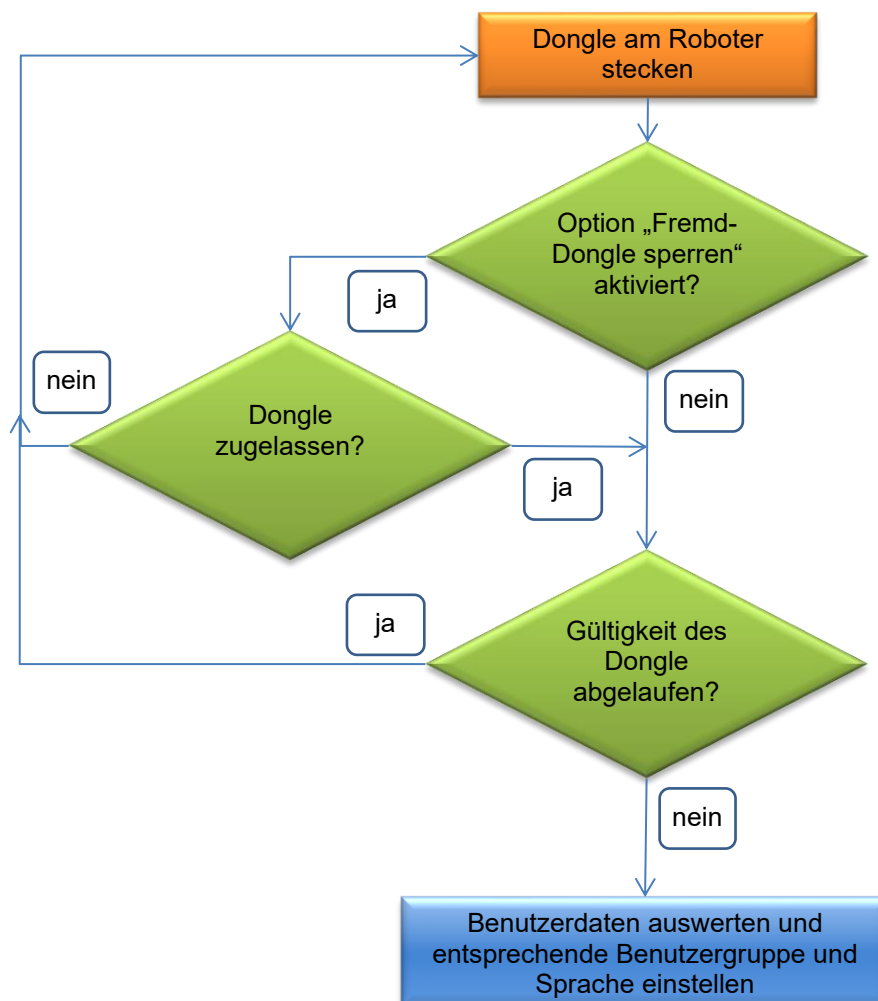 Dongle am Roboter
stecken
Option „Fremd-
Dongle sperren“
aktiviert?
ja
nein
nein
Dongle
zugelassen?
ja
ja
Gültigkeit des
Dongle
abgelaufen?
nein
Benutzerdaten auswerten und
entsprechende Benutzergruppe und
Sprache einstellen